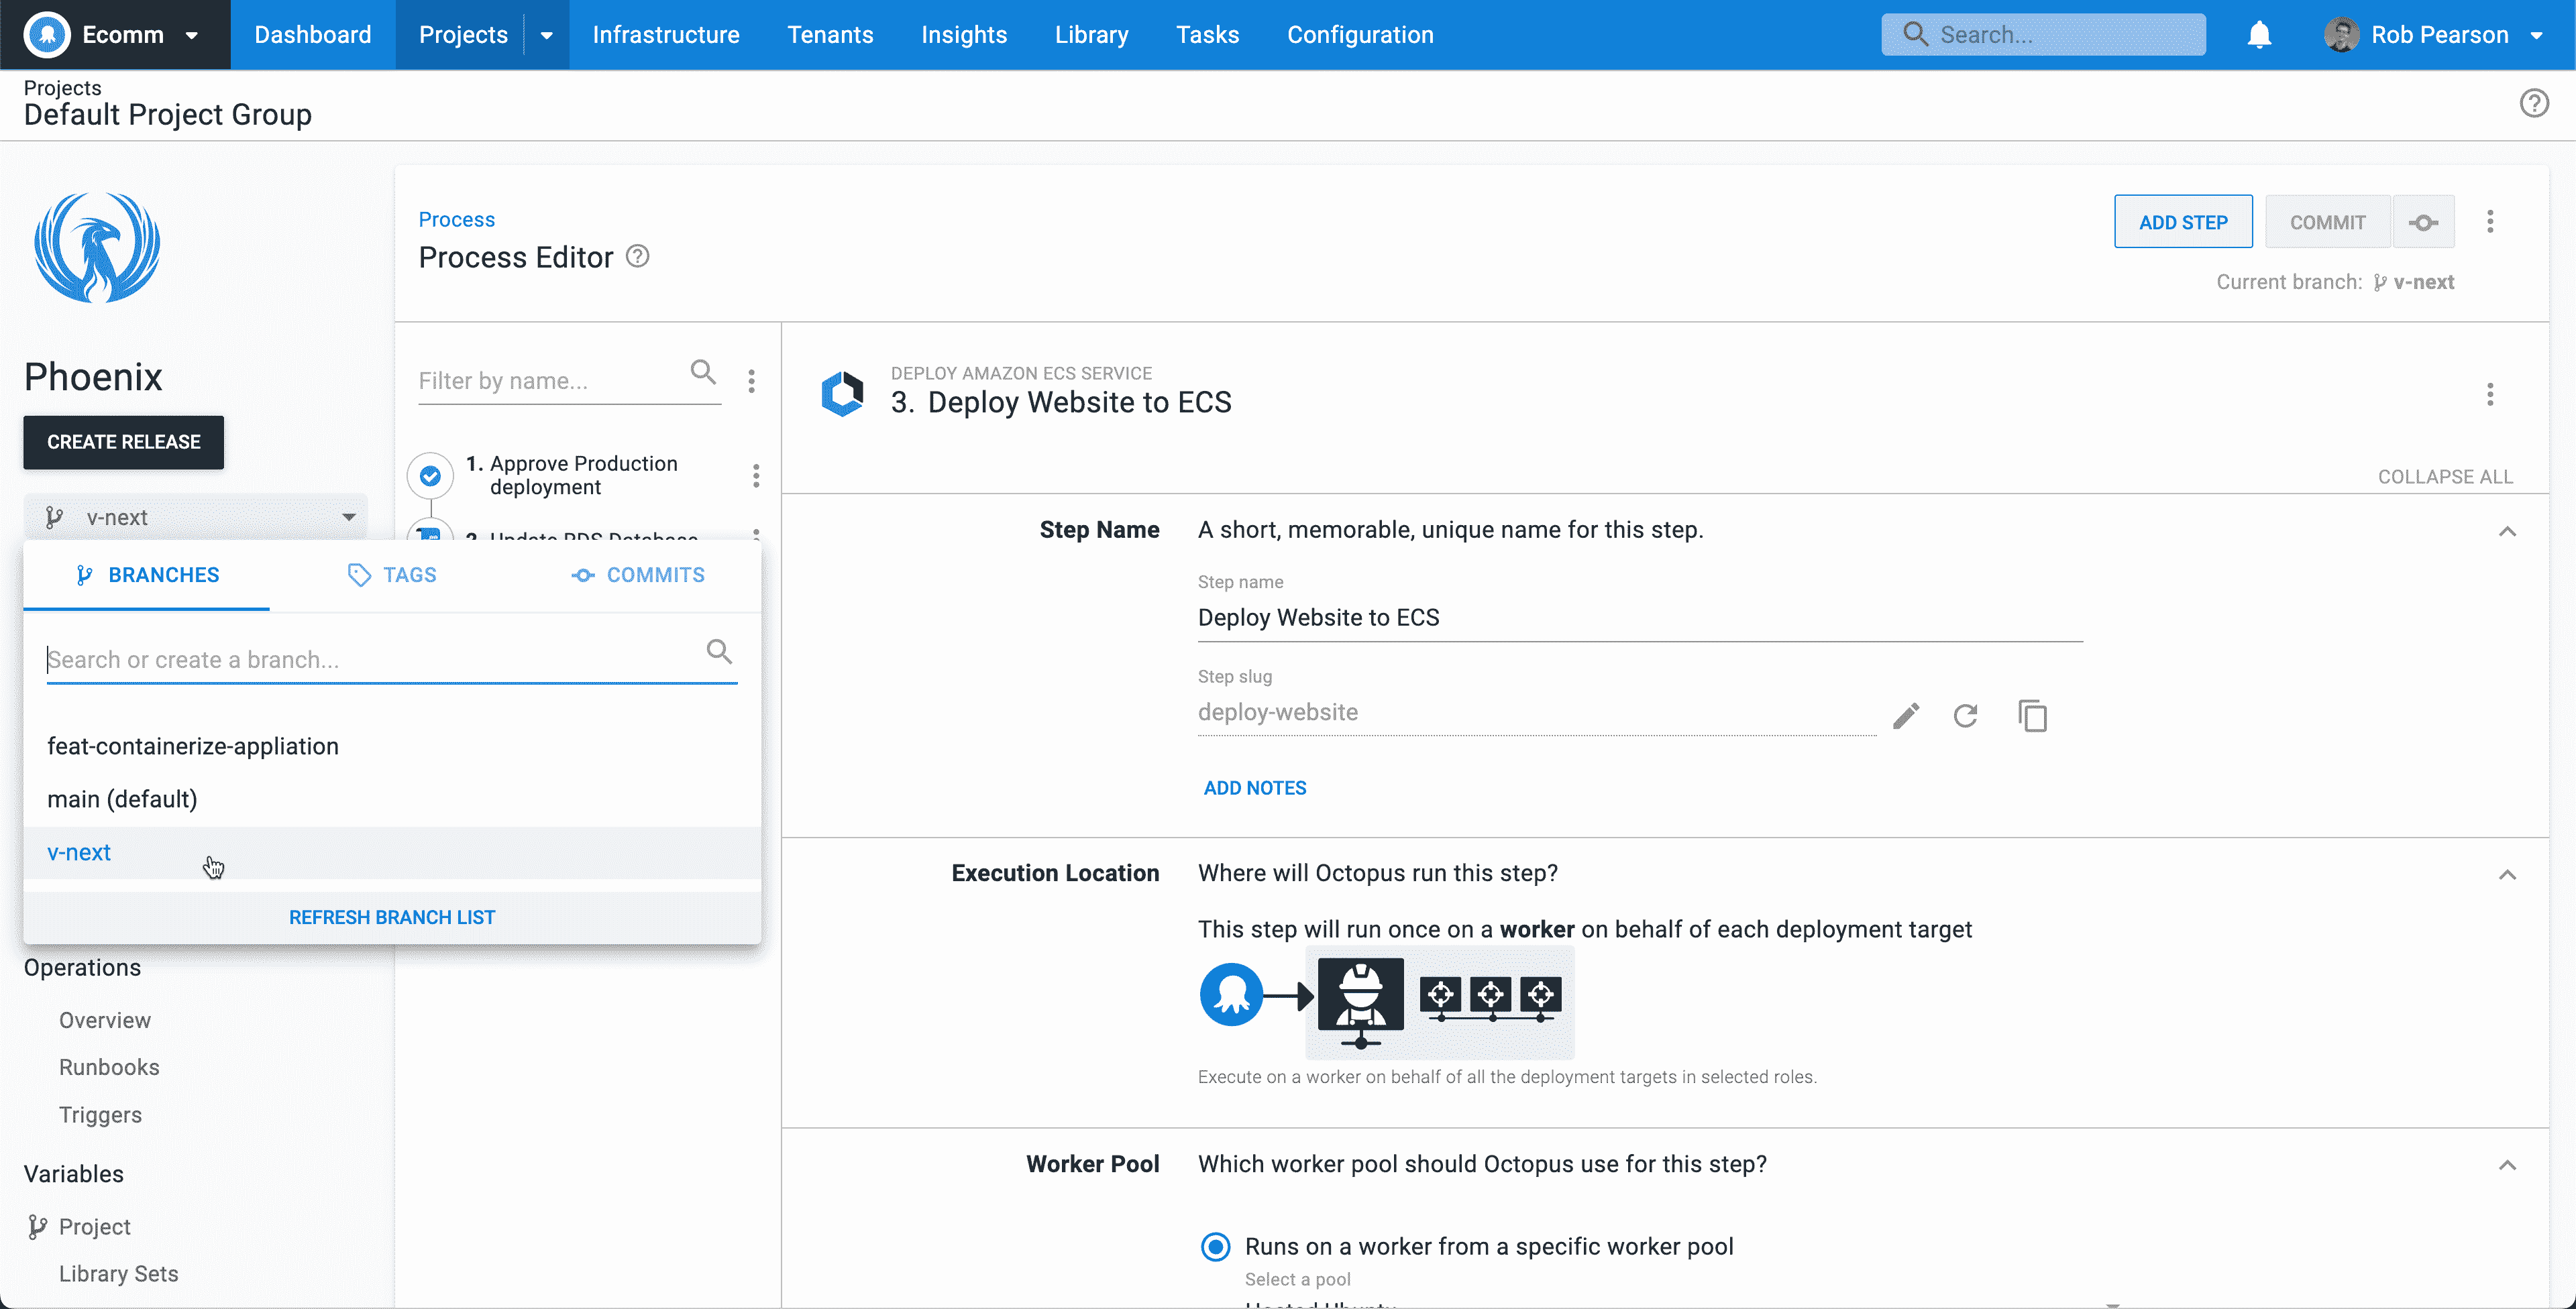 Ecomm
Dashboard
Projects
Infrastructure
Tenants
Insights
Library
Tasks
Configuration
Search...
Rob Pearson
Projects
Default Project Group
Phoenix
CREATE RELEASE
v-next
BRANCHES
TAGS
COMMITS
Search or create a branch...
feat-containerize-appliation
main (default)
v-next
REFRESH BRANCH LIST
Operations
Overview
Runbooks
Triggers
Variables
Project
Library Sets
Process
Process Editor
ADD STEP
COMMIT
Current branch: v-next
Filter by name...
1. Approve Production
deployment
2. Update RDS Database
DEPLOY AMAZON ECS SERVICE
3. Deploy Website to ECS
COLLAPSE ALL
Step Name
A short, memorable, unique name for this step.
Step name
Deploy Website to ECS
Step slug
deploy-website
ADD NOTES
Execution Location
Where will Octopus run this step?
This step will run once on a worker on behalf of each deployment target
Execute on a worker on behalf of all the deployment targets in selected roles.
Worker Pool
Which worker pool should Octopus use for this step?
Runs on a worker from a specific worker pool
Select a pool
Hosted Ubuntu